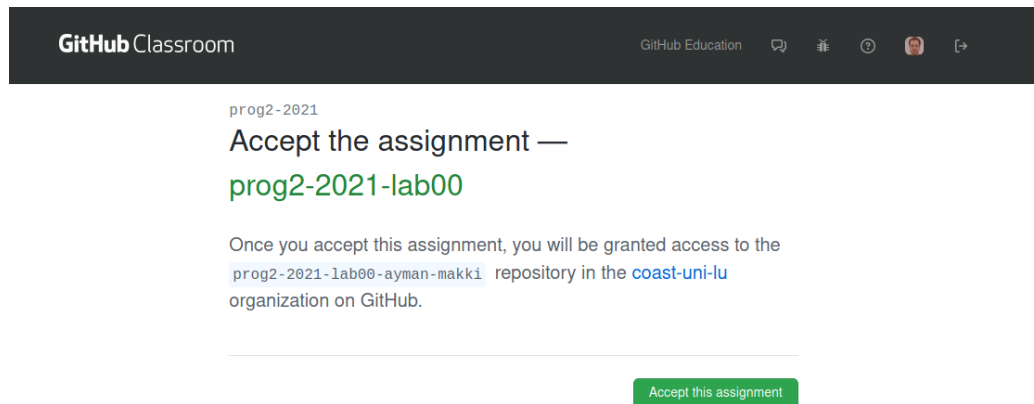 GitHub Classroom
GitHub Education
prog2-2021
Accept the assignment —
prog2-2021-lab00
Once you accept this assignment, you will be granted access to the
prog2-2021-lab00-ayman-makki repository in the coast-uni-lu
organization on GitHub.
Accept this assignment